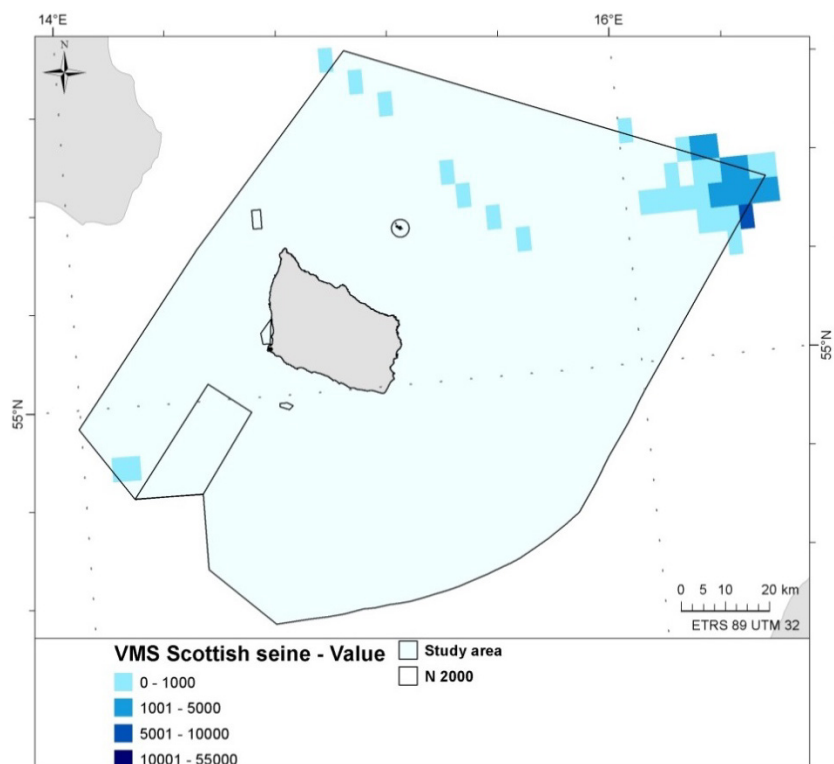 14°E 16°E
N
55°N
55°N
0 5 10 20 km
ETRS 89 UTM 32
VMS Scottish seine - Value
0 - 1000
1001 - 5000
5001 - 10000
10001 - 55000
Study area
N 2000